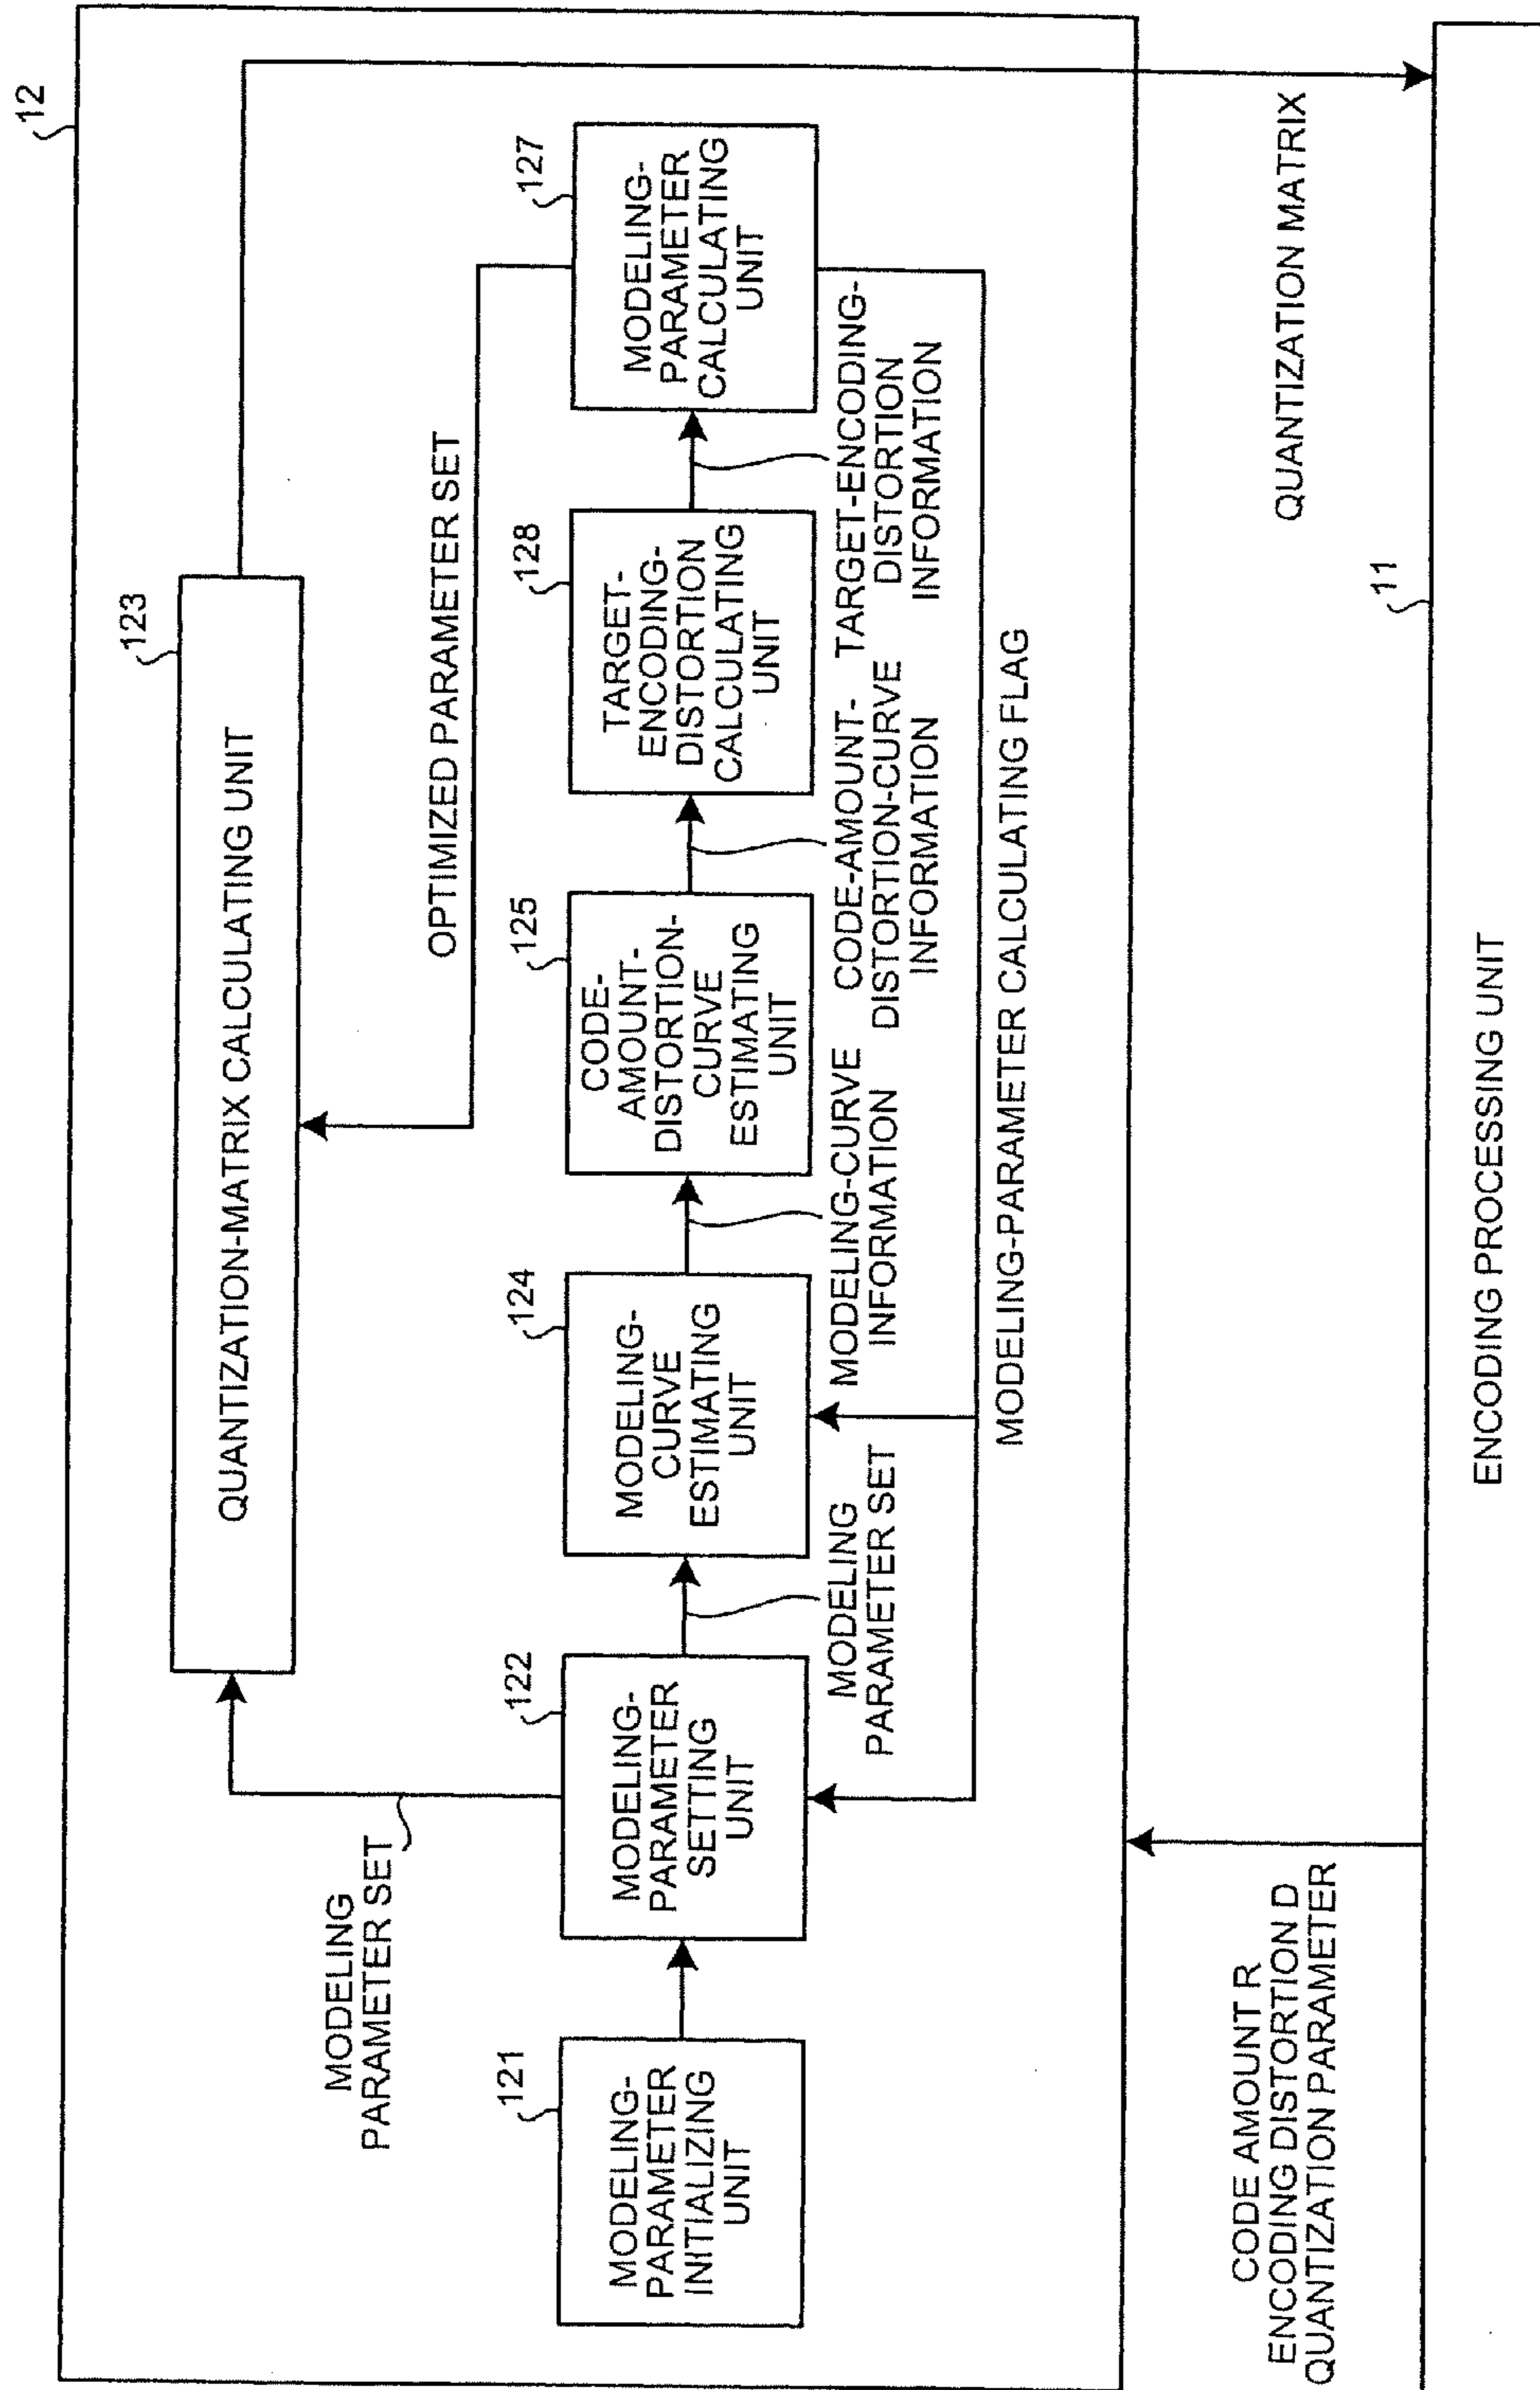 12
123
QUANTIZATION-MATRIX CALCULATING UNIT
MODELING
PARAMETER SET
OPTIMIZED PARAMETER SET
121
MODELING-
PARAMETER
INITIALIZING
UNIT
122
MODELING-
PARAMETER
SETTING
UNIT
124
MODELING-
CURVE
ESTIMATING
UNIT
125
CODE-
AMOUNT-
DISTORTION-
CURVE
ESTIMATING
UNIT
128
TARGET-
ENCODING-
DISTORTION
CALCULATING
UNIT
127
MODELING-
PARAMETER
CALCULATING
UNIT
MODELING
PARAMETER SET
MODELING-CURVE
INFORMATION
CODE-AMOUNT-
DISTORTION-CURVE
INFORMATION
TARGET-ENCODING-
DISTORTION
INFORMATION
MODELING-PARAMETER CALCULATING FLAG
CODE AMOUNT R
ENCODING DISTORTION D
QUANTIZATION PARAMETER
QUANTIZATION MATRIX
11
ENCODING PROCESSING UNIT